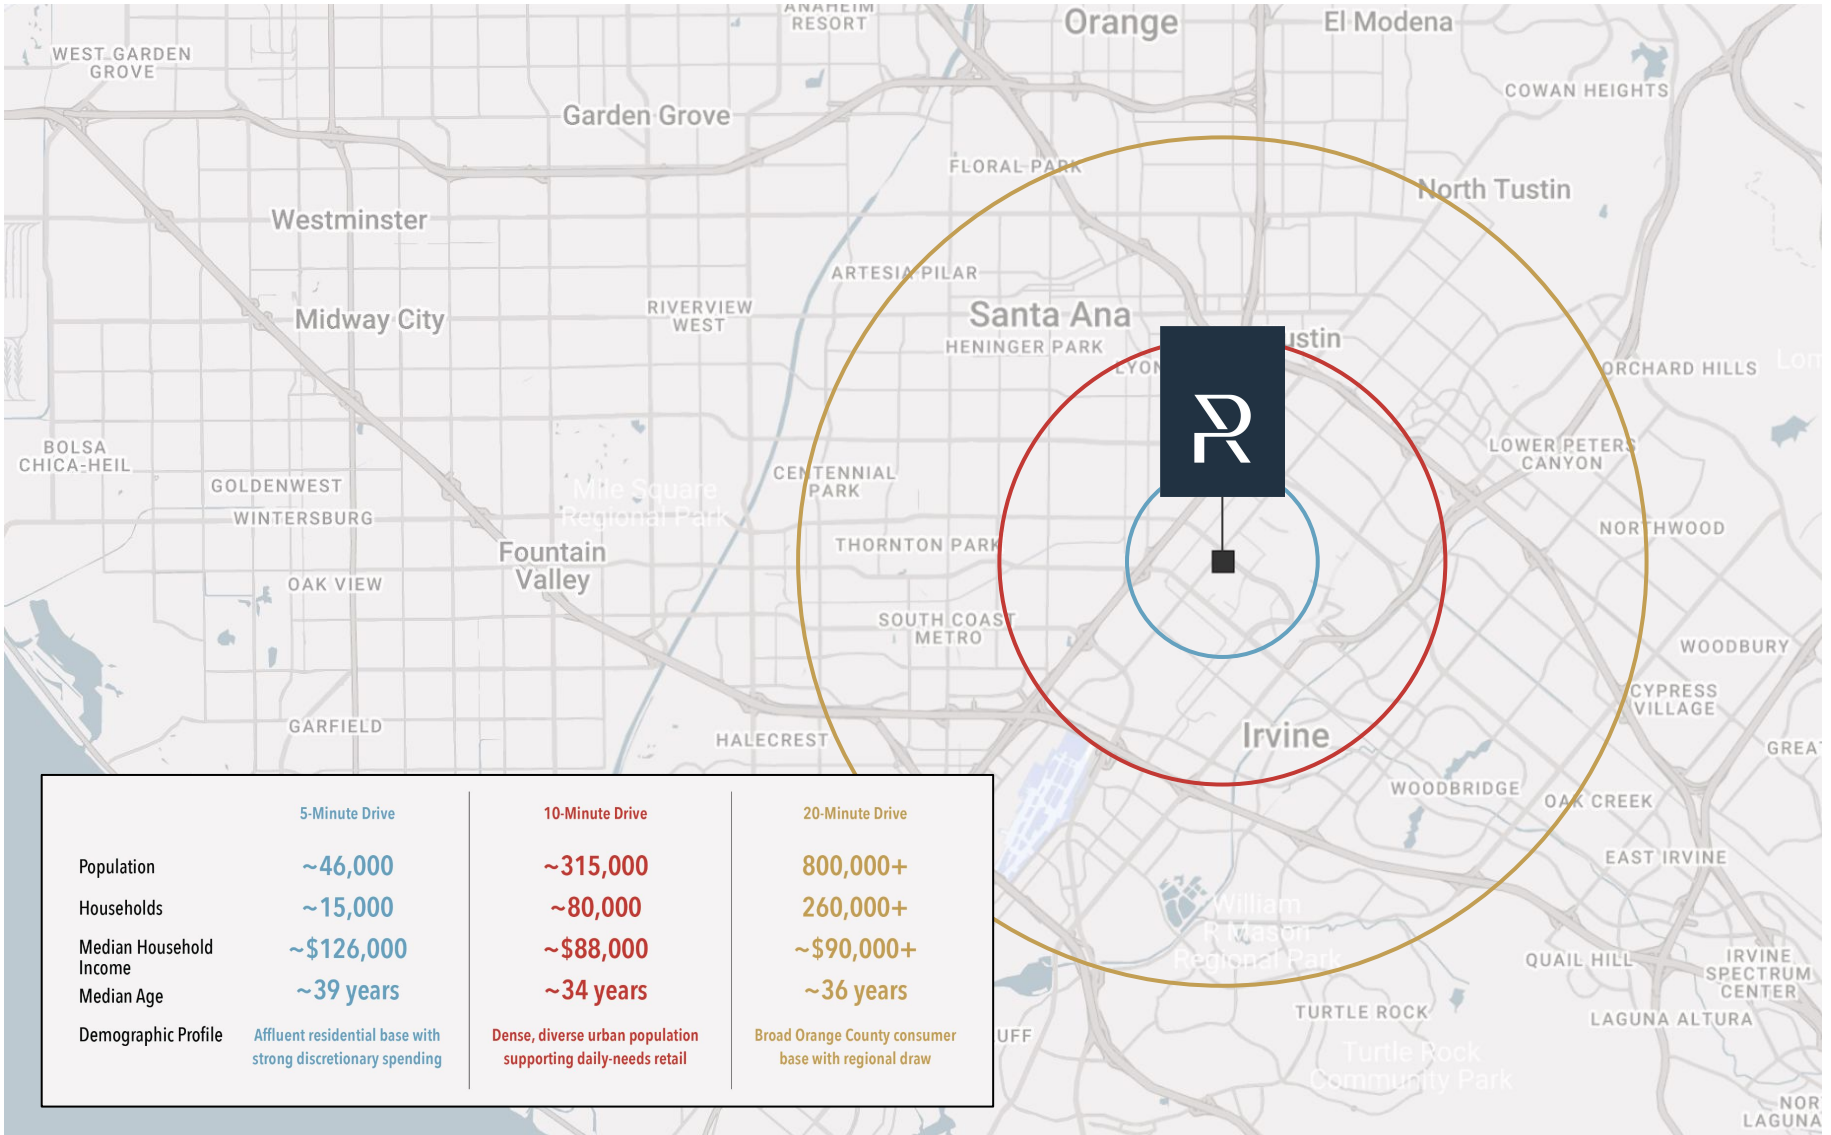 ANAHEIM
RESORT
Orange
El Modena
WEST GARDEN
GROVE
COWAN HEIGHTS
Garden Grove
FLORAL PARK
North Tustin
Westminster
ARTESIA PILAR
RIVERVIEW
WEST
Midway City
Santa Ana
HENINGER PARK
ustin
LYON
ORCHARD HILLS
Lom
BOLSA
CHICA-HEIL
LOWER PETERS
CANYON
GOLDENWEST
CENTENNIAL
PARK
Mile Square
Regional Park
WINTERSBURG
NORTHWOOD
Fountain
Valley
THORNTON PARK
OAK VIEW
SOUTH COAST
METRO
WOODBURY
CYPRESS
VILLAGE
GARFIELD
HALECREST
Irvine
GREAT
WOODBRIDGE
OAK CREEK
EAST IRVINE
William
R Mason
Regional Park
QUAIL HILL
IRVINE
SPECTRUM
CENTER
TURTLE ROCK
LAGUNA ALTURA
UFF
Turtle Rock
Community Park
NOR
LAGUNA
5-Minute Drive
10-Minute Drive
20-Minute Drive
Population
~46,000
~315,000
800,000+
Households
~15,000
~80,000
260,000+
Median Household
Income
~$126,000
~$88,000
~$90,000+
Median Age
~39 years
~34 years
~36 years
Demographic Profile
Affluent residential base with
strong discretionary spending
Dense, diverse urban population
supporting daily-needs retail
Broad Orange County consumer
base with regional draw